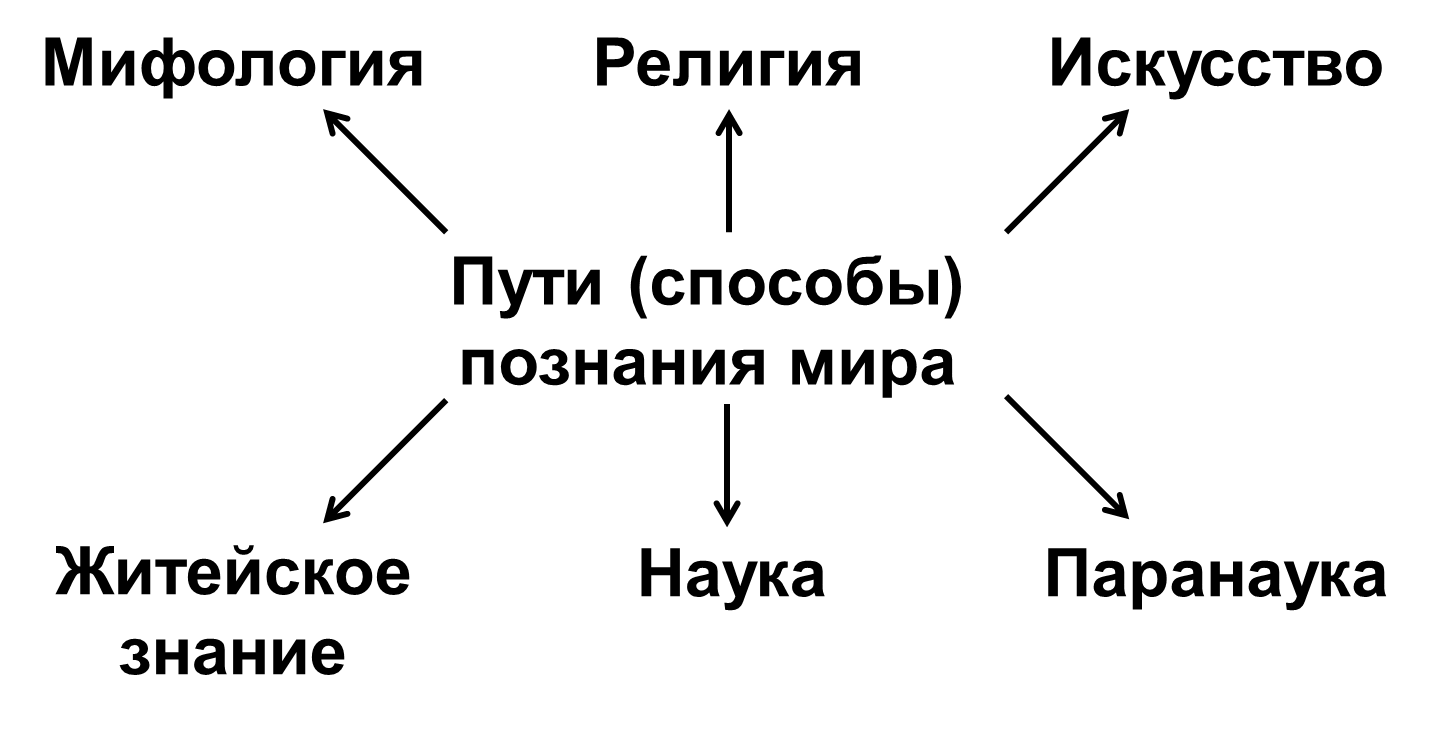 Мифология
Религия
Искусство
Пути (способы)
познания мира
Житейское
знание
Наука
Паранаука